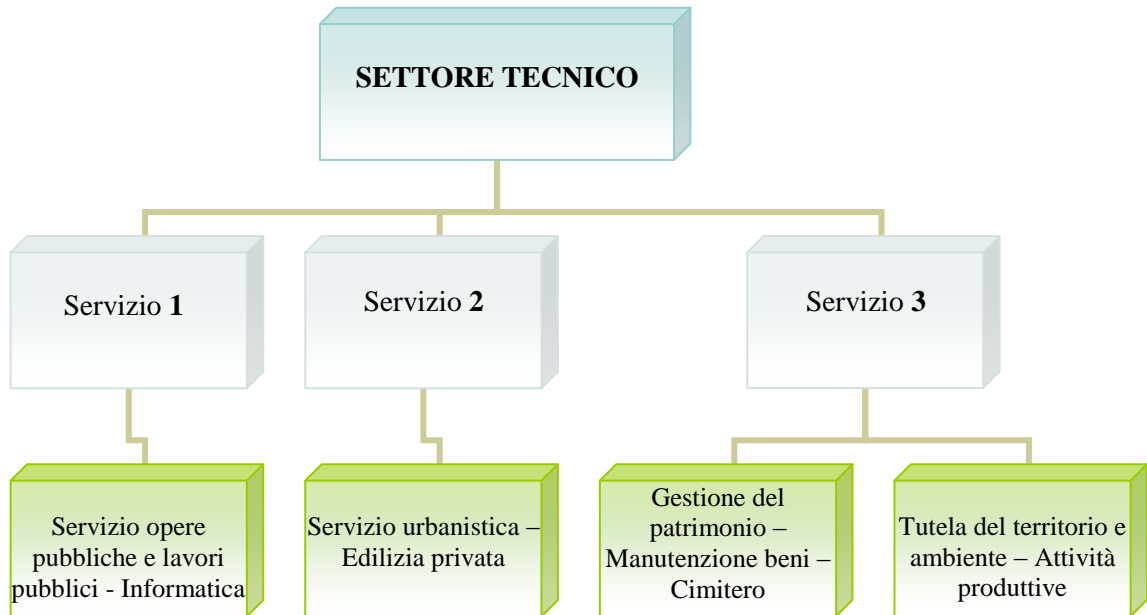 SETTORE TECNICO
Servizio 1
Servizio 2
Servizio 3
Servizio opere
pubbliche e lavori
pubblici - Informatica
Servizio urbanistica –
Edilizia privata
Gestione del
patrimonio –
Manutenzione beni –
Cimitero
Tutela del territorio e
ambiente – Attività
produttive